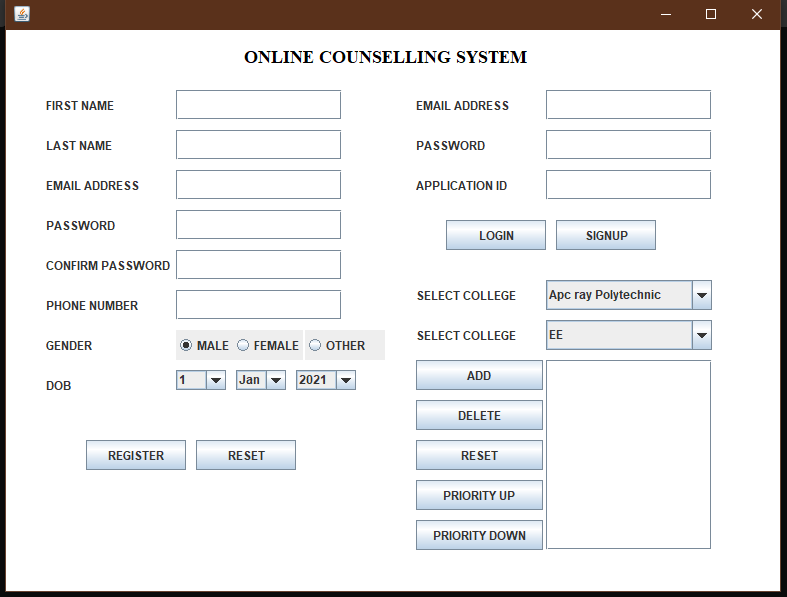 ONLINE COUNSELLING SYSTEM
FIRST NAME
LAST NAME
EMAIL ADDRESS
PASSWORD
CONFIRM PASSWORD
PHONE NUMBER
GENDER MALE FEMALE OTHER
DOB 1 Jan 2021
REGISTER RESET
EMAIL ADDRESS
PASSWORD
APPLICATION ID
LOGIN SIGNUP
SELECT COLLEGE Apc ray Polytechnic
SELECT COLLEGE EE
ADD
DELETE
RESET
PRIORITY UP
PRIORITY DOWN